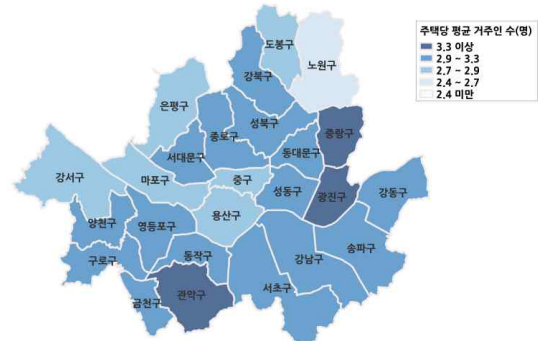 주택당 평균 거주인 수(명)
3.3 이상
2.9 ~ 3.3
2.7 ~ 2.9
2.4 ~ 2.7
2.4 미만
도봉구
노원구
강북구
은평구
성북구
종로구
중랑구
서대문구
동대문구
강서구
마포구
중구
성동구
광진구
강동구
용산구
양천구
영등포구
송파구
구로구
동작구
강남구
서초구
관악구
금천구